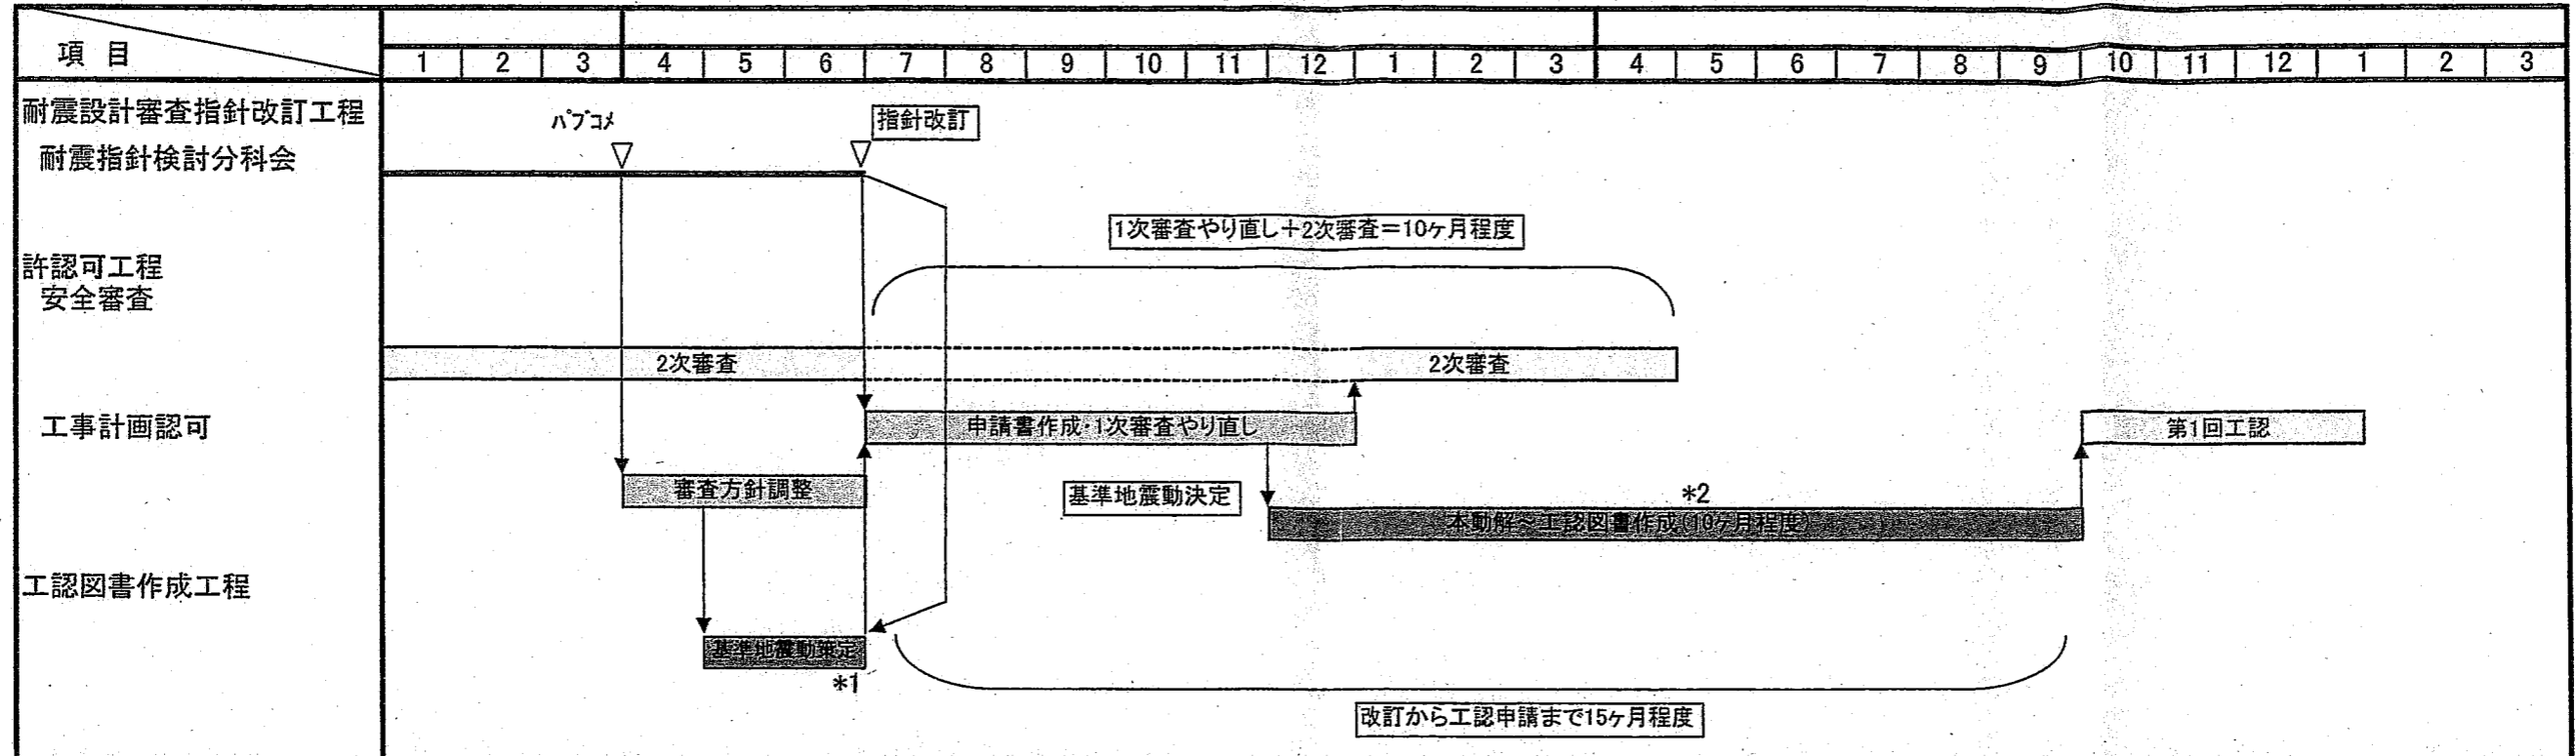 項 目
1 2 3 4 5 6 7 8 9 10 11 12 1 2 3 4 5 6 7 8 9 10 11 12 1 2 3
耐震設計審査指針改訂工程
パブコメ
指針改訂
耐震指針検討分科会
1次審査やり直し+2次審査=10ヶ月程度
許認可工程
安全審査
2次審査
2次審査
工事計画認可
申請書作成・1次審査やり直し
第1回工認
審査方針調整
基準地震動決定
*2
本動解~工認図書作成(10ヶ月程度)
工認図書作成工程
基準地震動策定
*1
改訂から工認申請まで15ヶ月程度